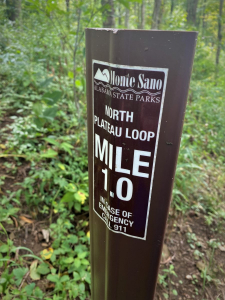 Monte Sano
ALABAMA STATE PARKS
NORTH
PLATEAU LOOP
MILE
1.0
IN CASE OF
EMERGENCY
CALL 911